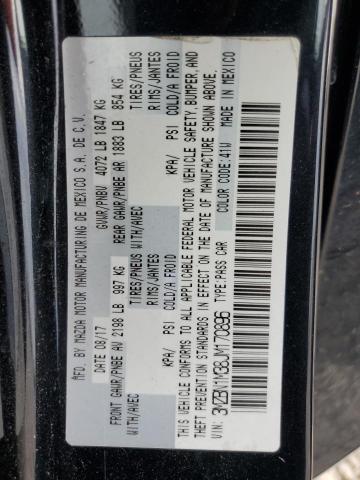 MFD. BY MAZDA MOTOR MANUFACTURING DE MEXICO S.A. DE C.V.
DATE 08/17 GVWR/PNBV 4072 LB 1847 KG
FRONT GAWR/PNBE AV 2198 LB 997 KG REAR GAWR/PNBE AR 1883 LB 854 KG
WITH/AVEC TIRES/PNEUS WITH/AVEC TIRES/PNEUS
RIMS/JANTES RIMS/JANTES
KPA/ PSI COLD/A FROID KPA/ PSI COLD/A FROID
THIS VEHICLE CONFORMS TO ALL APPLICABLE FEDERAL MOTOR VEHICLE SAFETY, BUMPER, AND
THEFT PREVENTION STANDARDS IN EFFECT ON THE DATE OF MANUFACTURE SHOWN ABOVE.
VIN: 3MZBN1M38JM170896 TYPE:PASS CAR COLOR CODE:41W MADE IN MEXICO